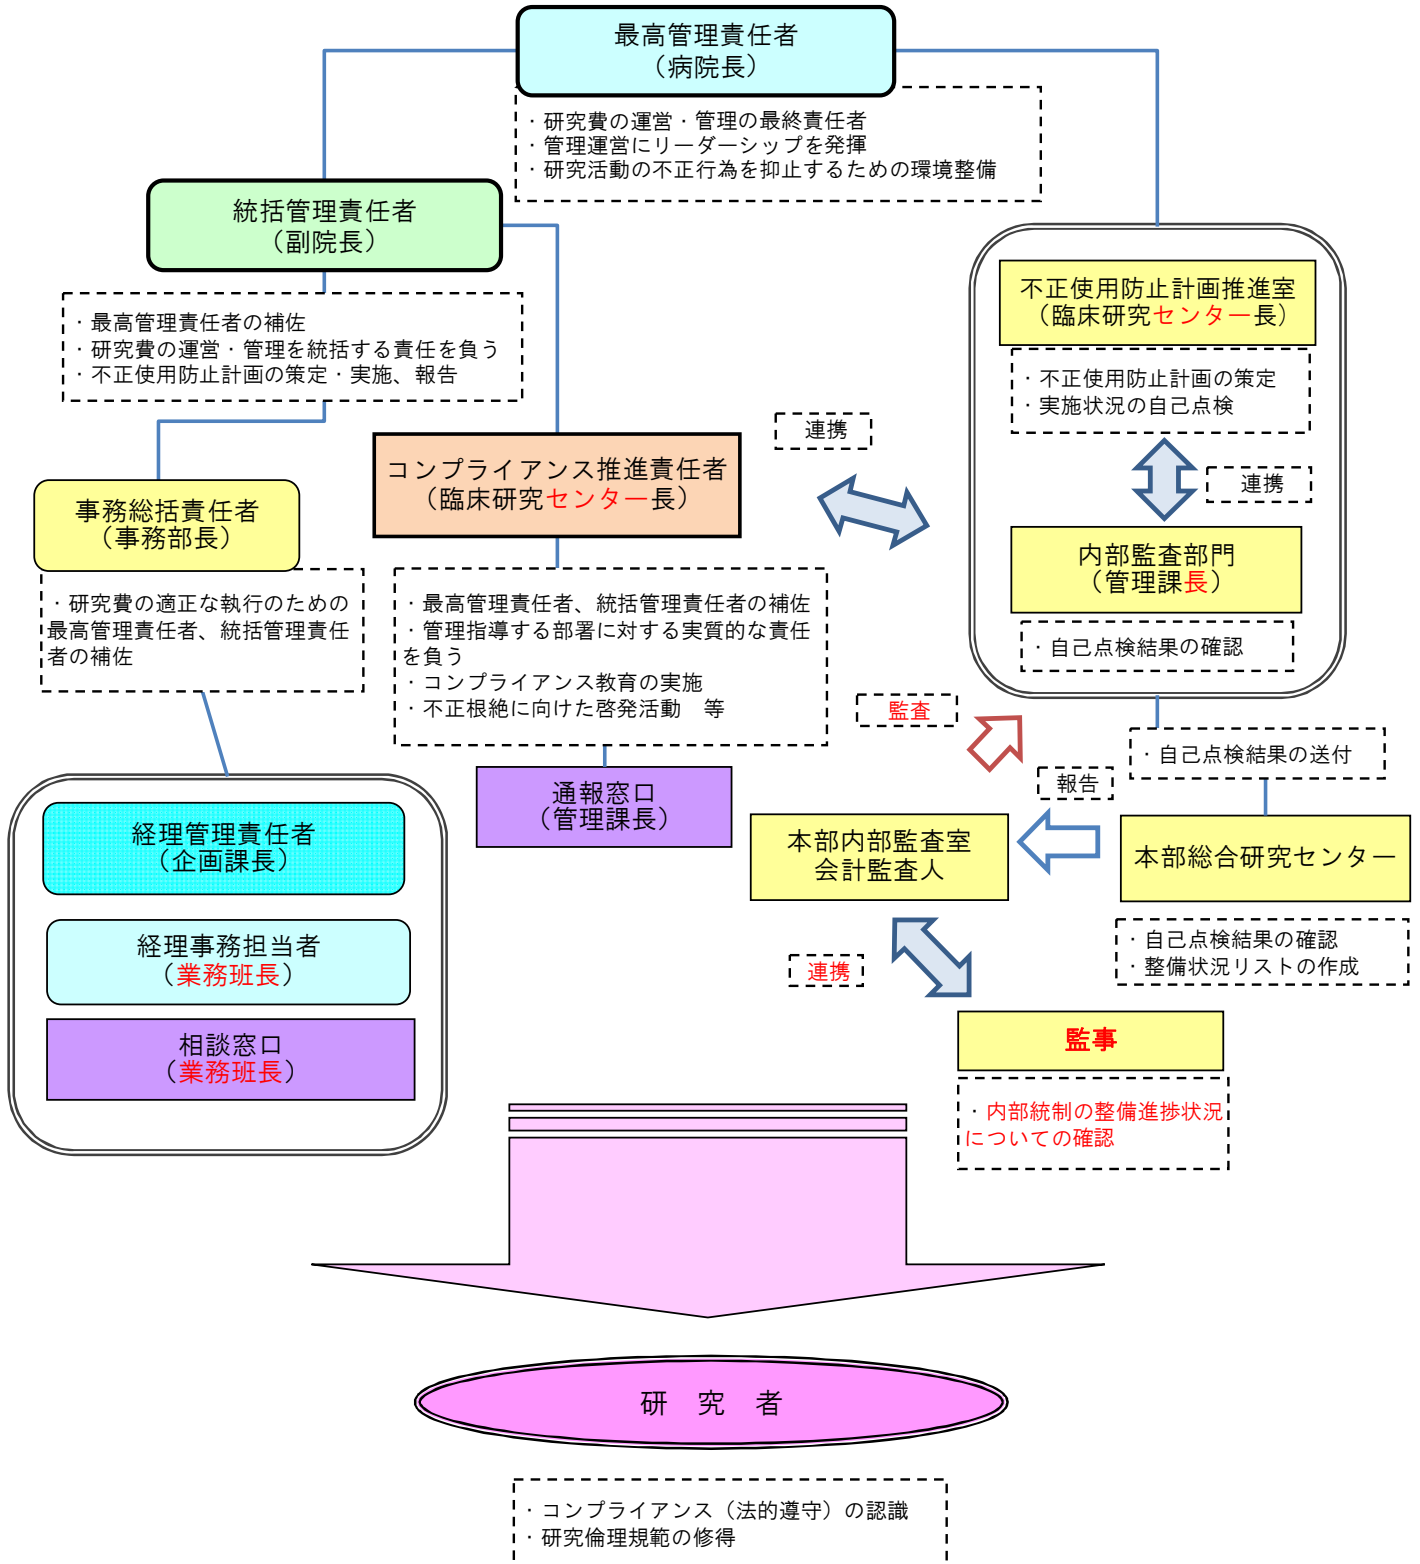 最高管理責任者
（病院長）
・研究費の運営・管理の最終責任者
・管理運営にリーダーシップを発揮
・研究活動の不正行為を抑止するための環境整備
統括管理責任者
（副院長）
・最高管理責任者の補佐
・研究費の運営・管理を統括する責任を負う
・不正使用防止計画の策定・実施、報告
不正使用防止計画推進室
（臨床研究センター長）
・不正使用防止計画の策定
・実施状況の自己点検
連携
連携
コンプライアンス推進責任者
（臨床研究センター長）
事務総括責任者
（事務部長）
内部監査部門
（管理課長）
・自己点検結果の確認
・研究費の適正な執行のための
最高管理責任者、統括管理責任
者の補佐
・最高管理責任者、統括管理責任者の補佐
・管理指導する部署に対する実質的な責任
を負う
・コンプライアンス教育の実施
・不正根絶に向けた啓発活動　等
監査
・自己点検結果の送付
報告
通報窓口
（管理課長）
経理管理責任者
（企画課長）
本部内部監査室
会計監査人
本部総合研究センター
・自己点検結果の確認
・整備状況リストの作成
経理事務担当者
（業務班長）
連携
相談窓口
（業務班長）
監事
・内部統制の整備進捗状況
についての確認
研　究　者
・コンプライアンス（法的遵守）の認識
・研究倫理規範の修得